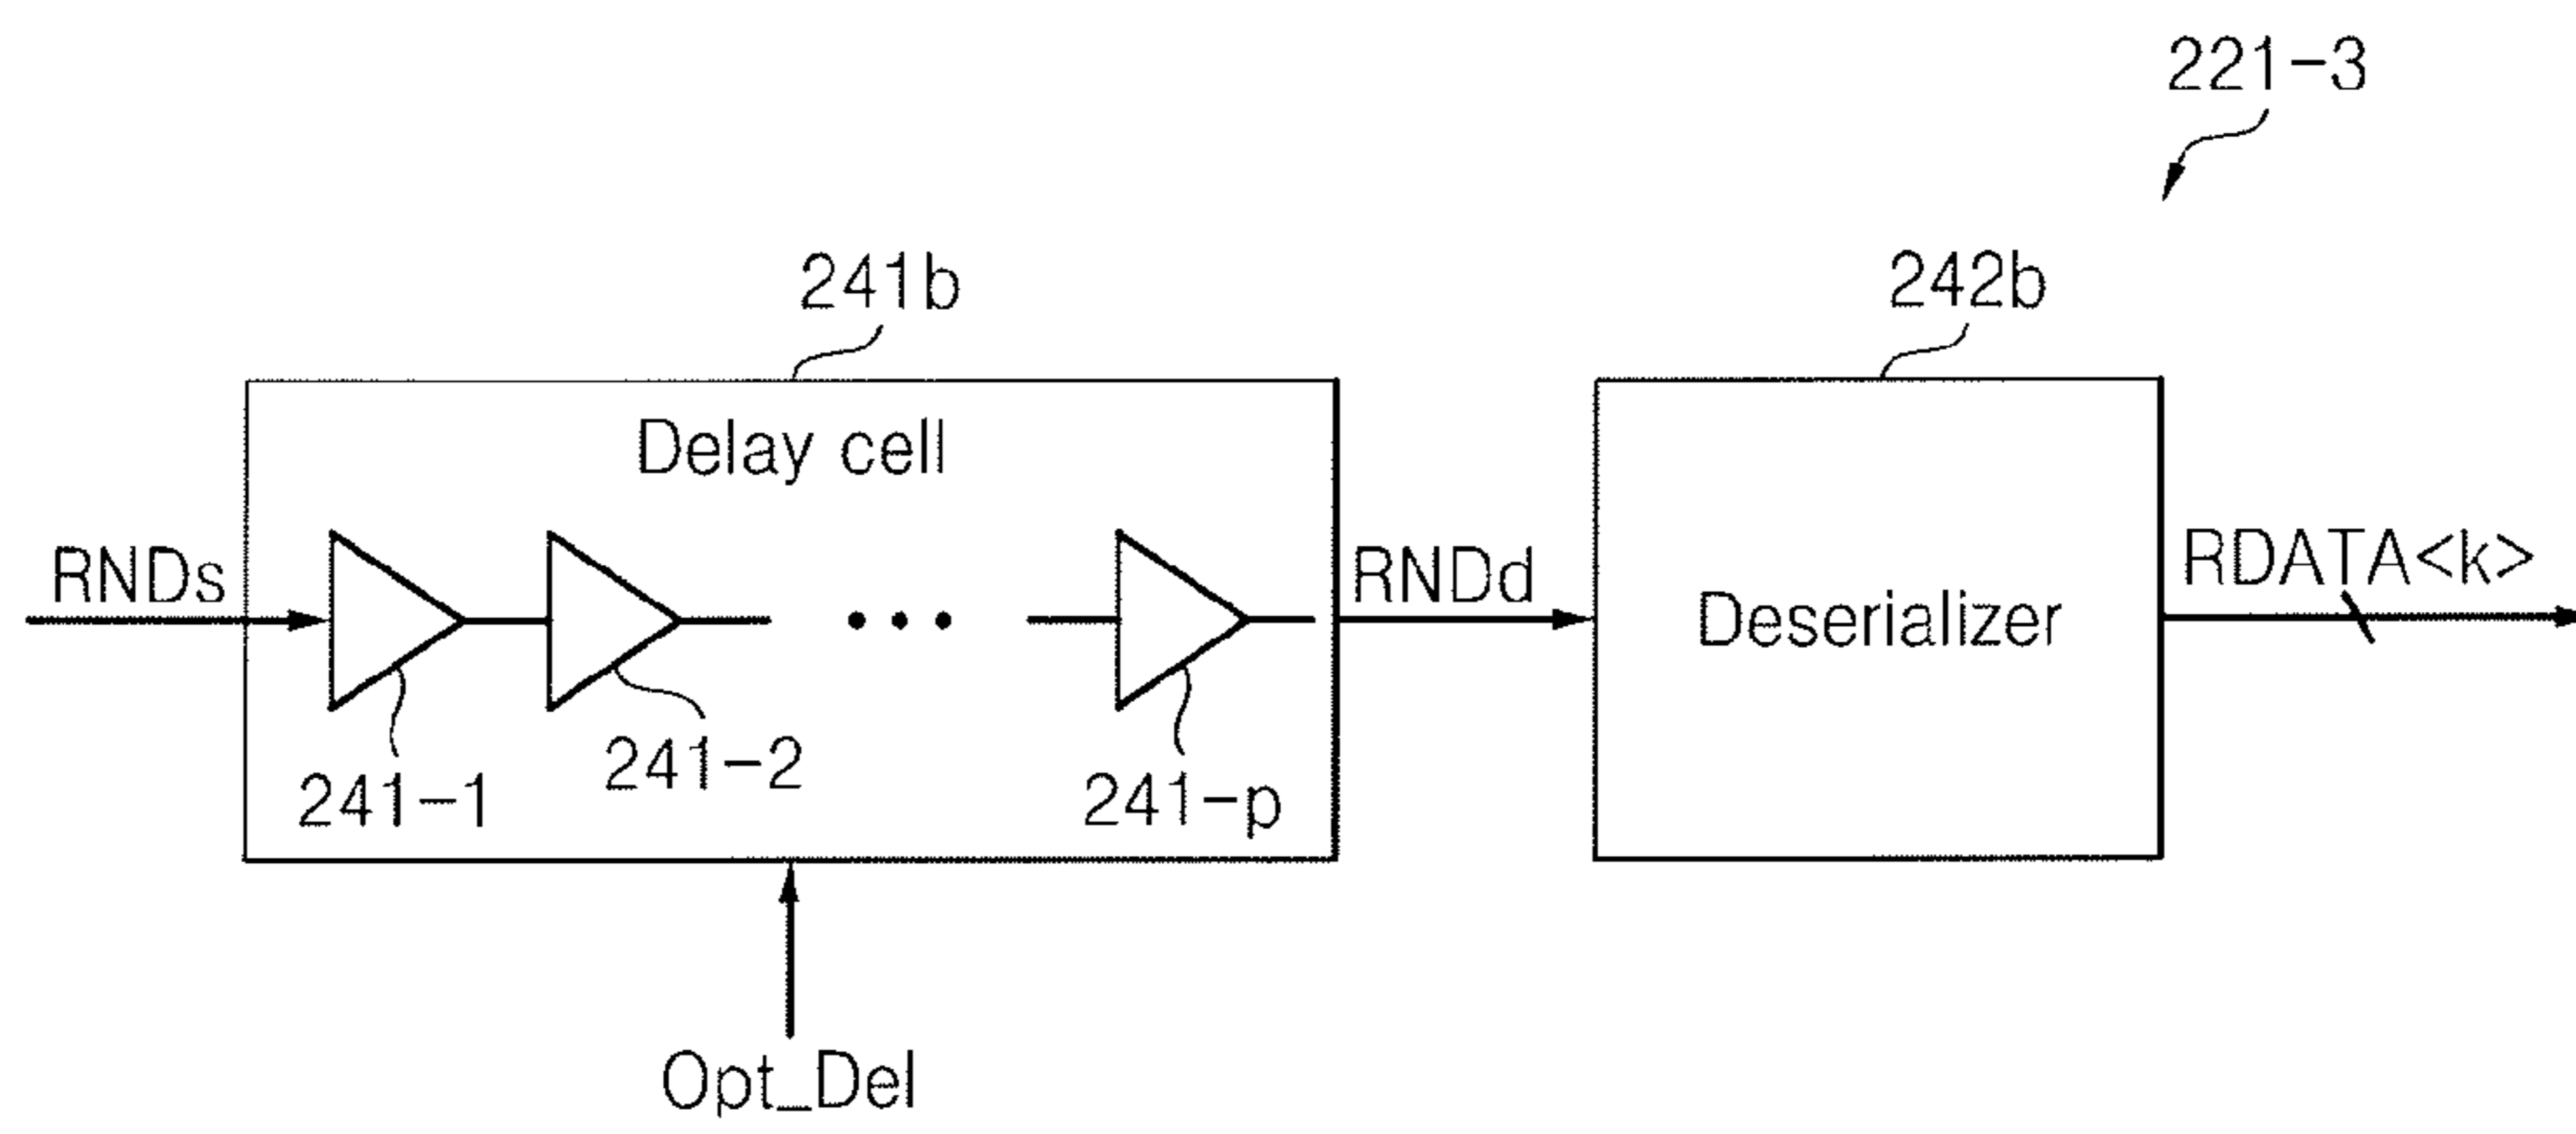 221-3
241b
242b
Delay cell
RNDs
RNDd
RDATA<k>
Deserializer
241-1
241-2
241-p
Opt_Del